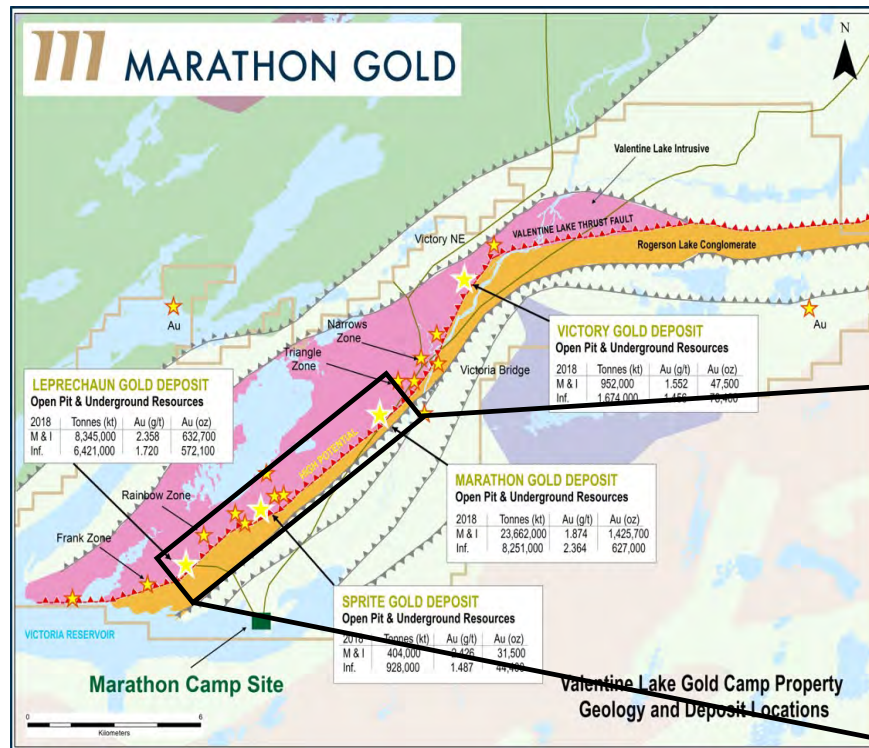 m MARATHON GOLD
N
Valentine Lake Intrusive
VALENTINE LAKE THRUST FAULT
Victory NE
Rogerson Lake Conglomerate
Au
Au
Narrows
Zone
Triangle
Zone
Victoria Bridge
VICTORY GOLD DEPOSIT
Open Pit & Underground Resources
2018 Tonnes (kt) Au (g/t) Au (oz)
M & I 952,000 1.552 47,500
Inf. 1,674,000
LEPRECHAUN GOLD DEPOSIT
Open Pit & Underground Resources
2018 Tonnes (kt) Au (g/t) Au (oz)
M & I 8,345,000 2.358 632,700
Inf. 6,421,000 1.720 572,100
HIGH POTENTIAL
MARATHON GOLD DEPOSIT
Open Pit & Underground Resources
2018 Tonnes (kt) Au (g/t) Au (oz)
M & I 23,662,000 1.874 1,425,700
Inf. 8,251,000 2.364 627,000
Rainbow Zone
Frank Zone
SPRITE GOLD DEPOSIT
Open Pit & Underground Resources
2018 Tonnes (kt) Au (g/t) Au (oz)
M & I 404,000 31,500
Inf. 928,000 1.487
VICTORIA RESERVOIR
Marathon Camp Site
Valentine Lake Gold Camp Property
Geology and Deposit Locations
0 6
Kilometers